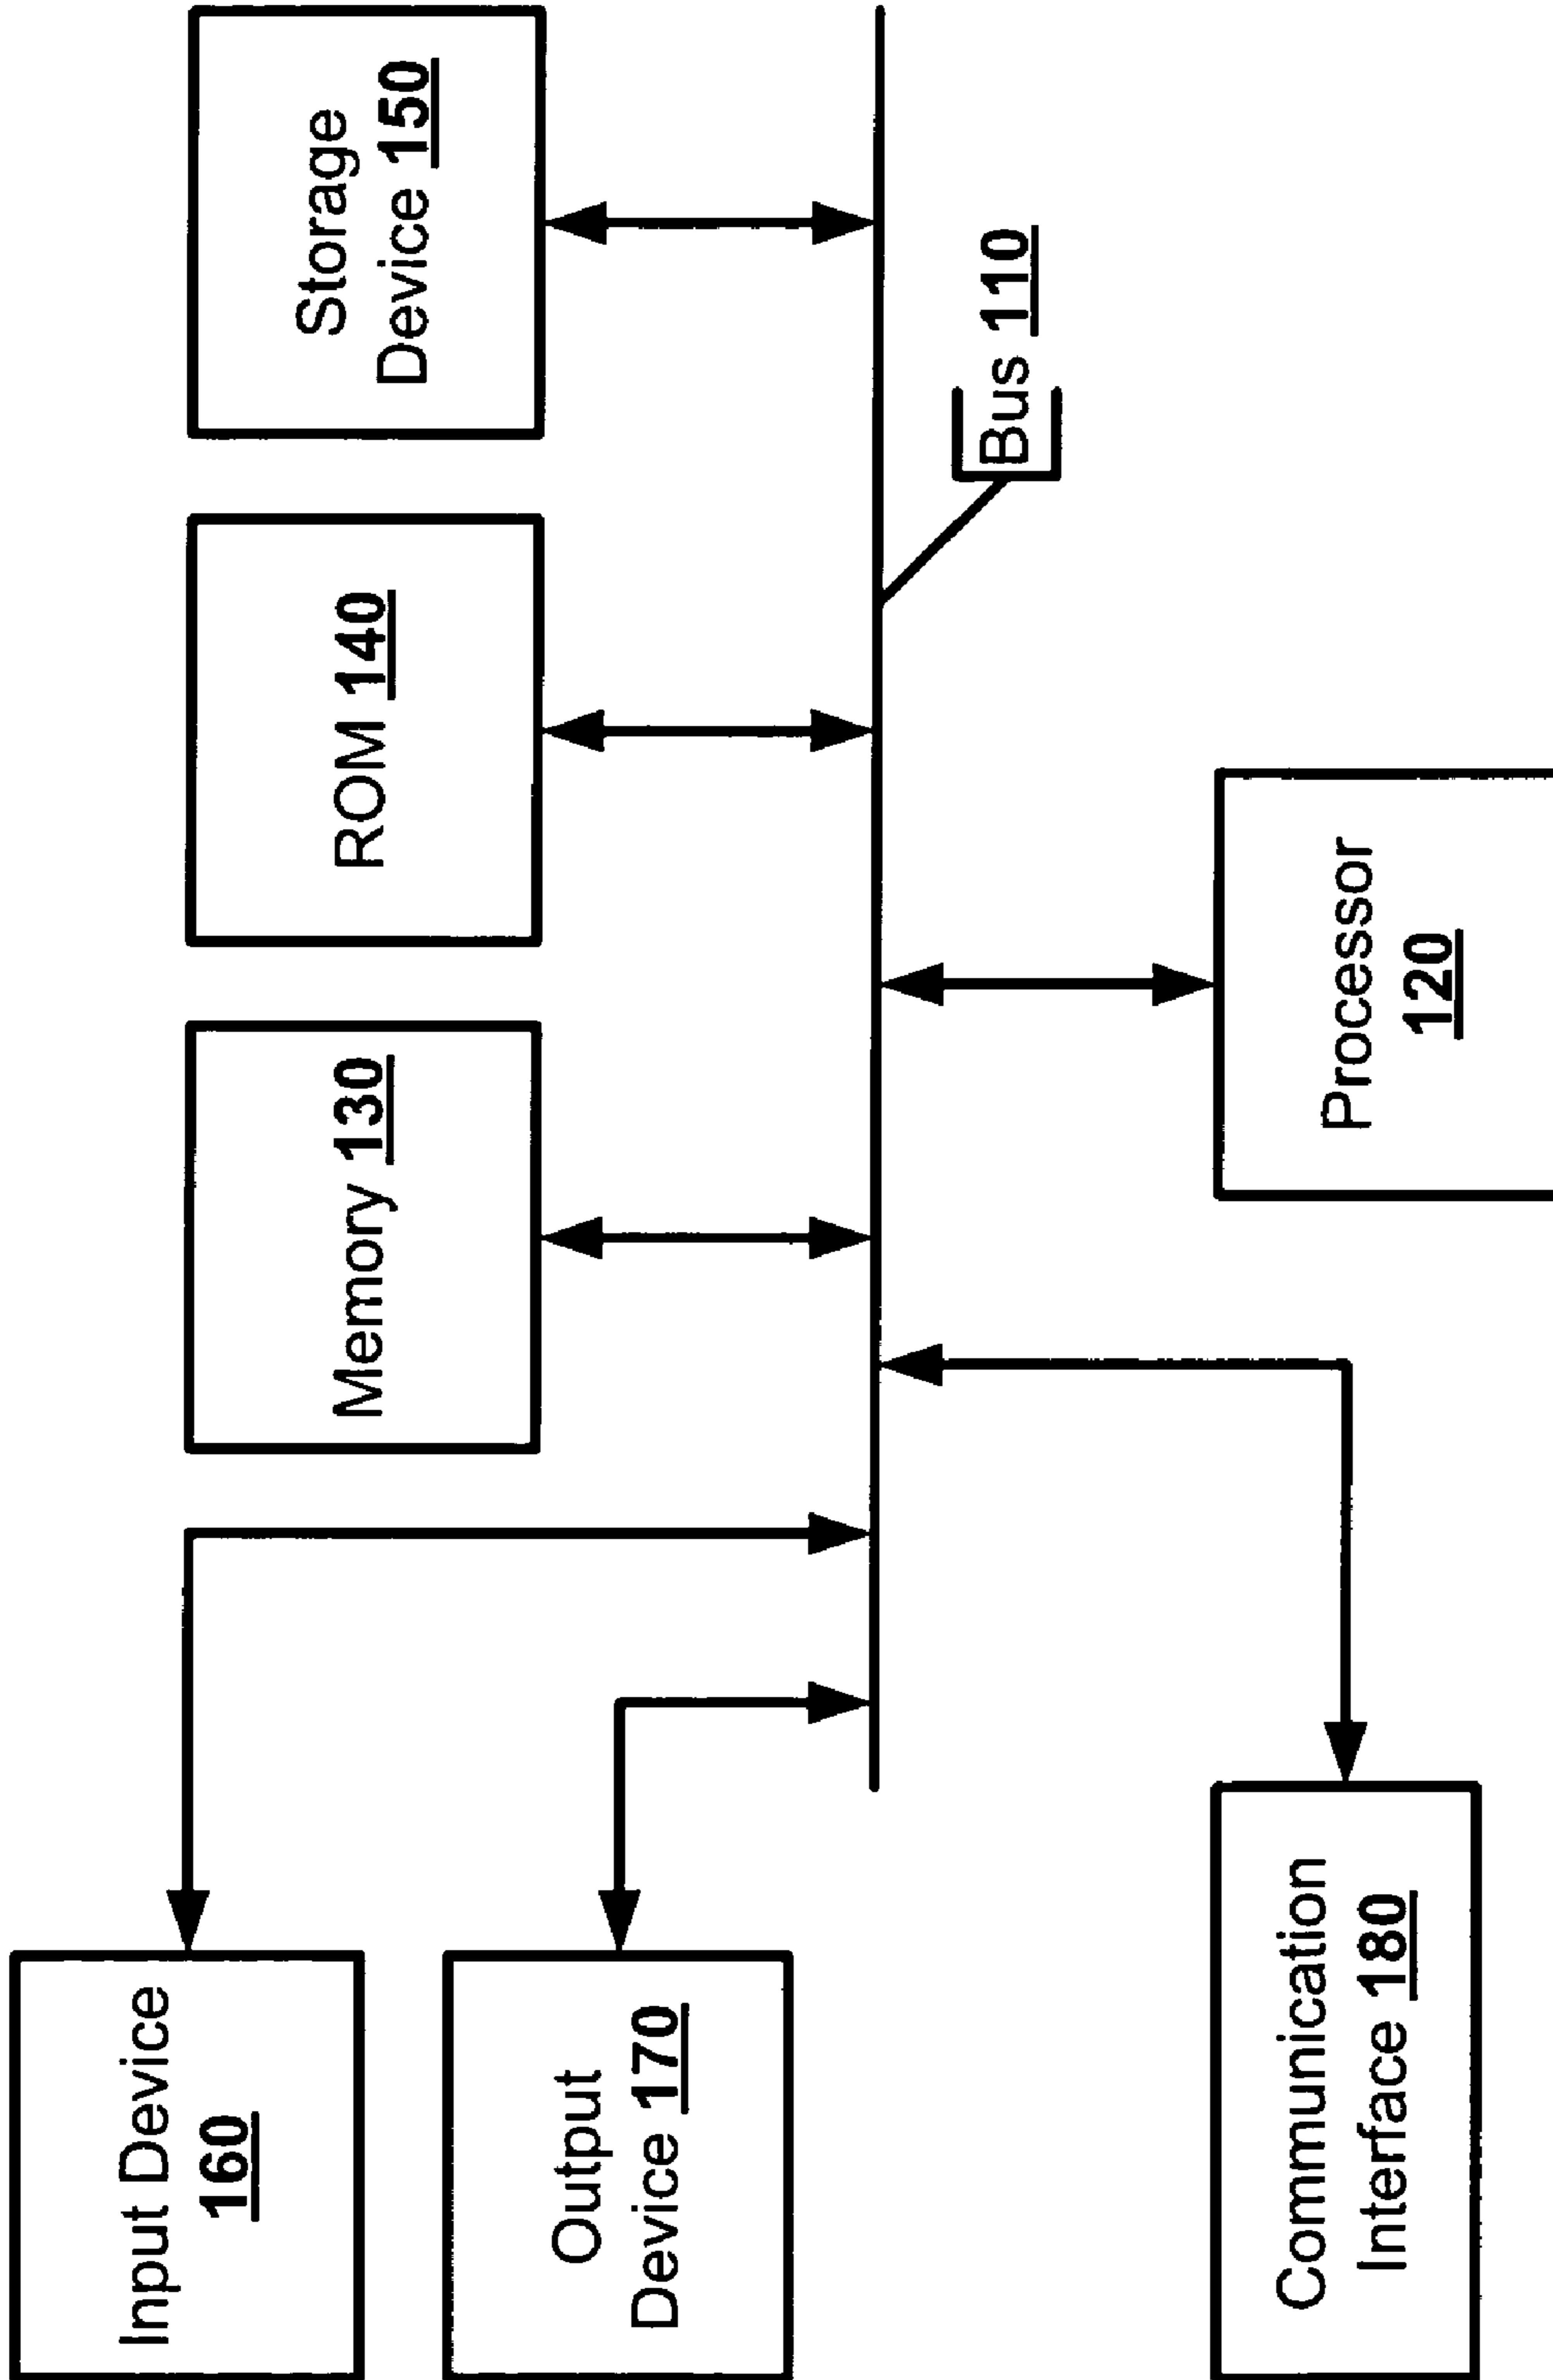 Input Device
160
Output
Device 170
Communication
Interface 180
Memory 130
ROM 140
Storage
Device 150
Processor
120
Bus 110